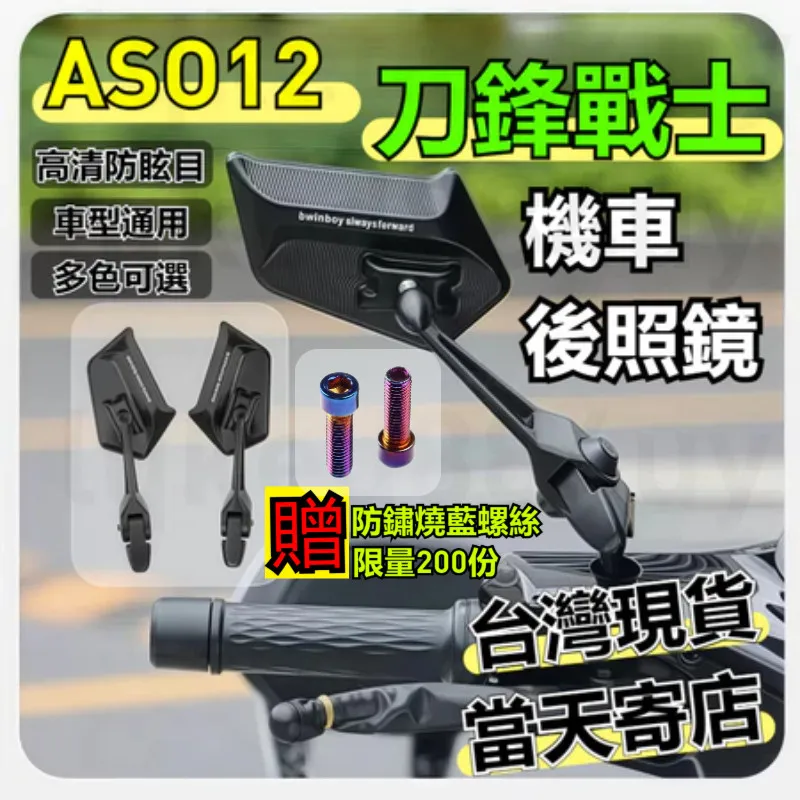 ASO12
刀鋒戰士
高清防眩目
車型通用
多色可選
bwinboy alwaysforward
機車
後照鏡
贈
防鏽燒藍螺絲
限量200份
台灣現貨
當天寄店